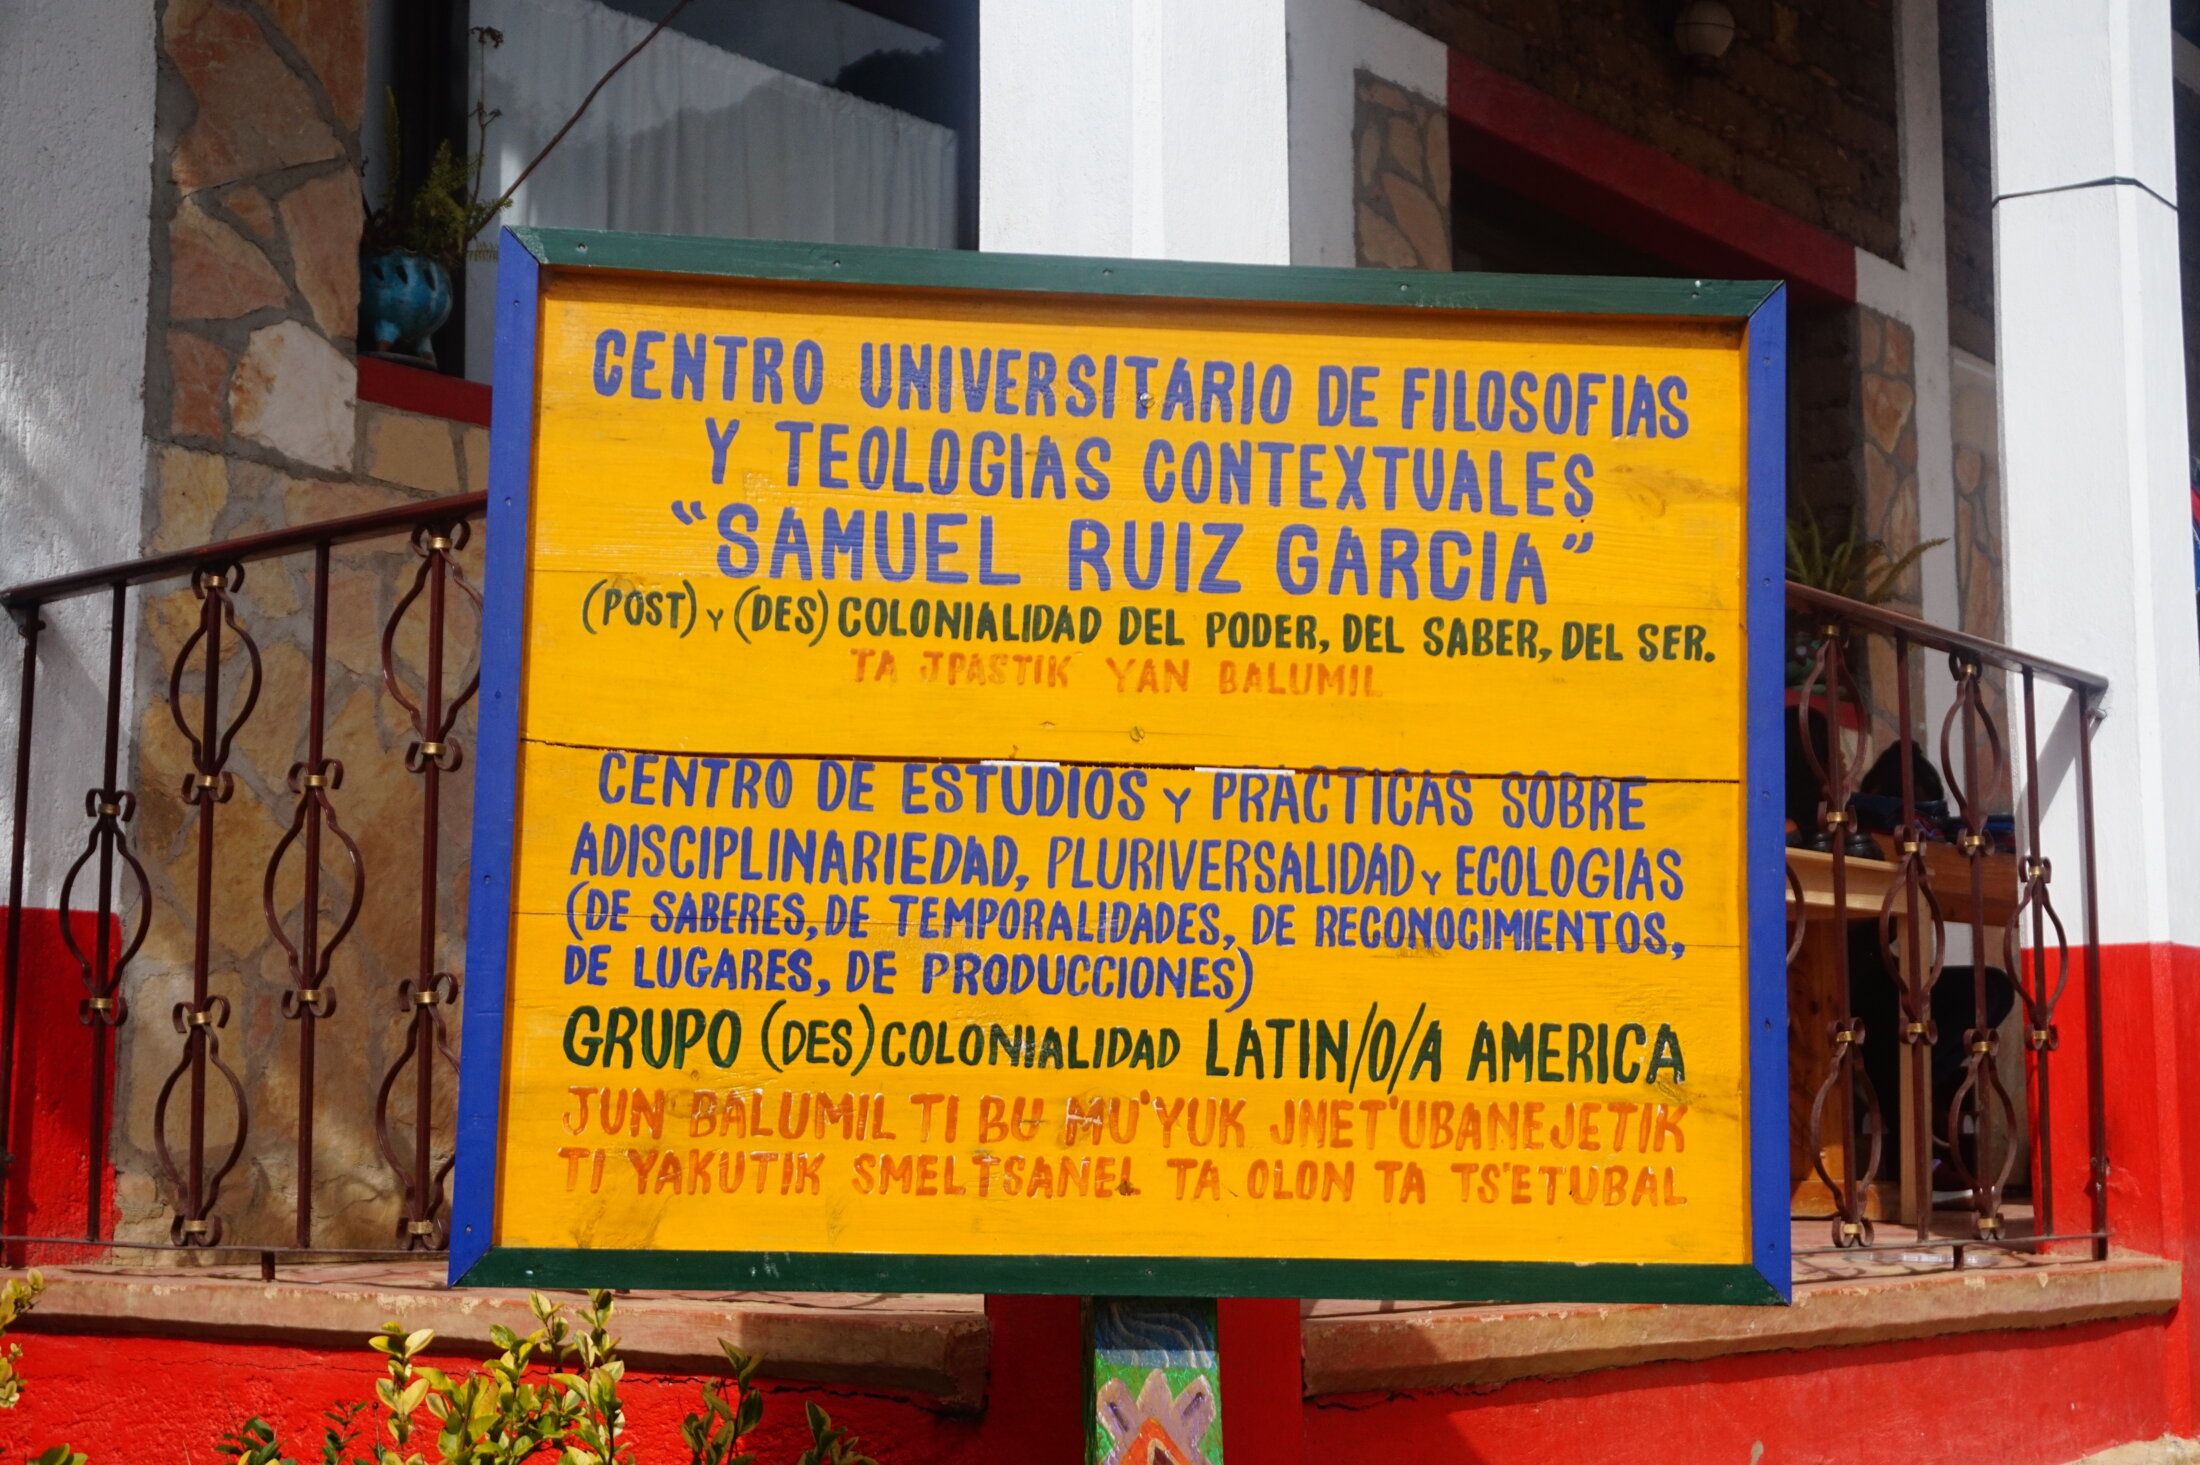 CENTRO UNIVERSITARIO DE FILOSOFIAS
Y TEOLOGIAS CONTEXTUALES
“SAMUEL RUIZ GARCIA”
(POST) Y (DES) COLONIALIDAD DEL PODER, DEL SABER, DEL SER.
TA JPASTIK YAN BALUMIL
CENTRO DE ESTUDIOS Y PRACTICAS SOBRE
ADISCIPLINARIEDAD, PLURIVERSALIDAD Y ECOLOGIAS
(DE SABERES, DE TEMPORALIDADES, DE RECONOCIMIENTOS,
DE LUGARES, DE PRODUCCIONES)
GRUPO (DES) COLONIALIDAD LATIN/O/A AMERICA
JUN BALUMIL TI BU MU'YUK JNET'UBANEJETIK
TI YAKUTIK SMELTSANEL TA OLON TA TS'ETUBAL